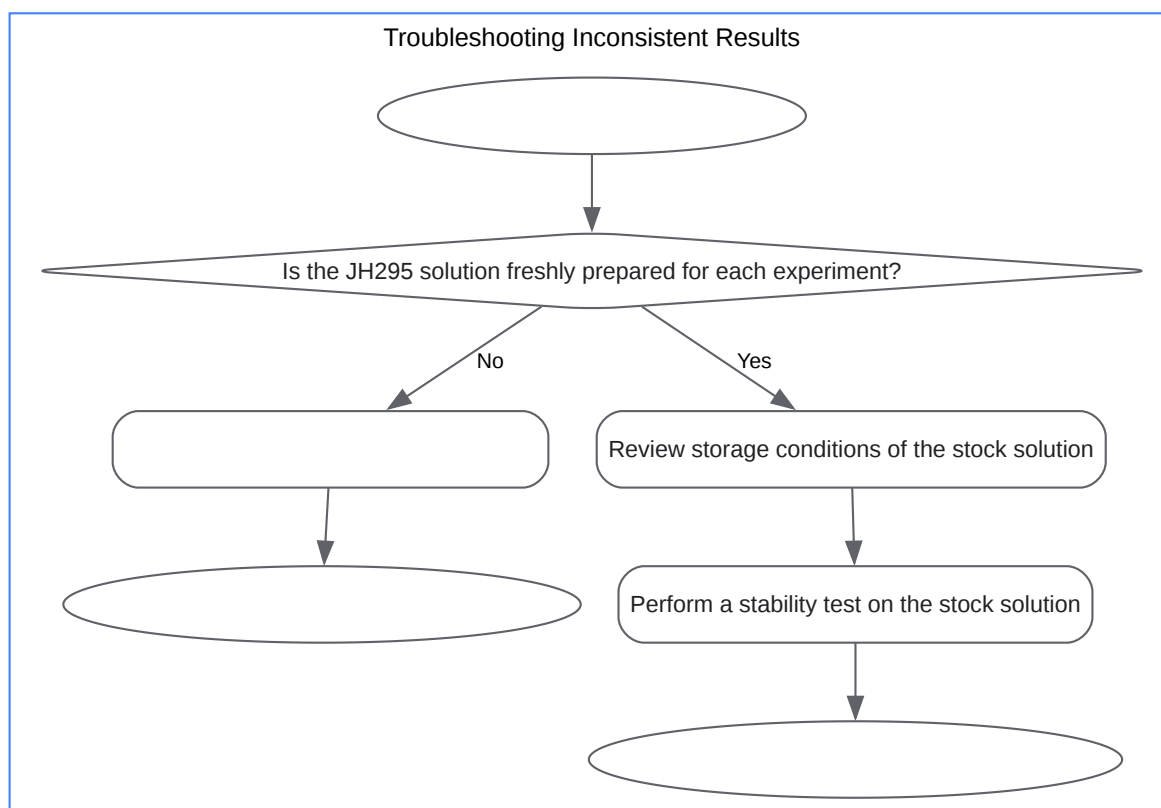 Troubleshooting Inconsistent Results
Is the JH295 solution freshly prepared for each experiment?
No
Yes
Review storage conditions of the stock solution
Perform a stability test on the stock solution